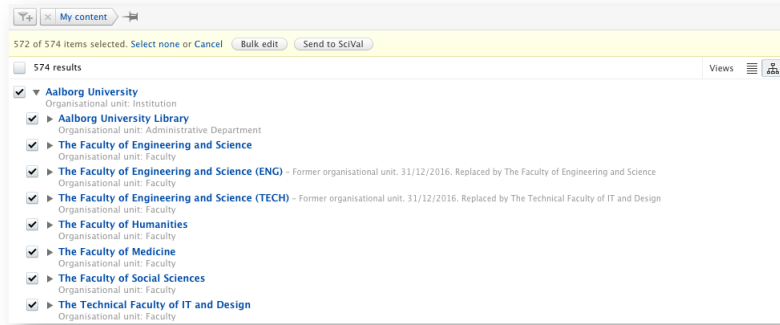 My content
572 of 574 items selected. Select none or Cancel Bulk edit Send to SciVal
574 results Views
Aalborg University
Organisational unit: Institution
Aalborg University Library
Organisational unit: Administrative Department
The Faculty of Engineering and Science
Organisational unit: Faculty
The Faculty of Engineering and Science (ENG) – Former organisational unit. 31/12/2016. Replaced by The Faculty of Engineering and Science
Organisational unit: Faculty
The Faculty of Engineering and Science (TECH) – Former organisational unit. 31/12/2016. Replaced by The Technical Faculty of IT and Design
Organisational unit: Faculty
The Faculty of Humanities
Organisational unit: Faculty
The Faculty of Medicine
Organisational unit: Faculty
The Faculty of Social Sciences
Organisational unit: Faculty
The Technical Faculty of IT and Design
Organisational unit: Faculty